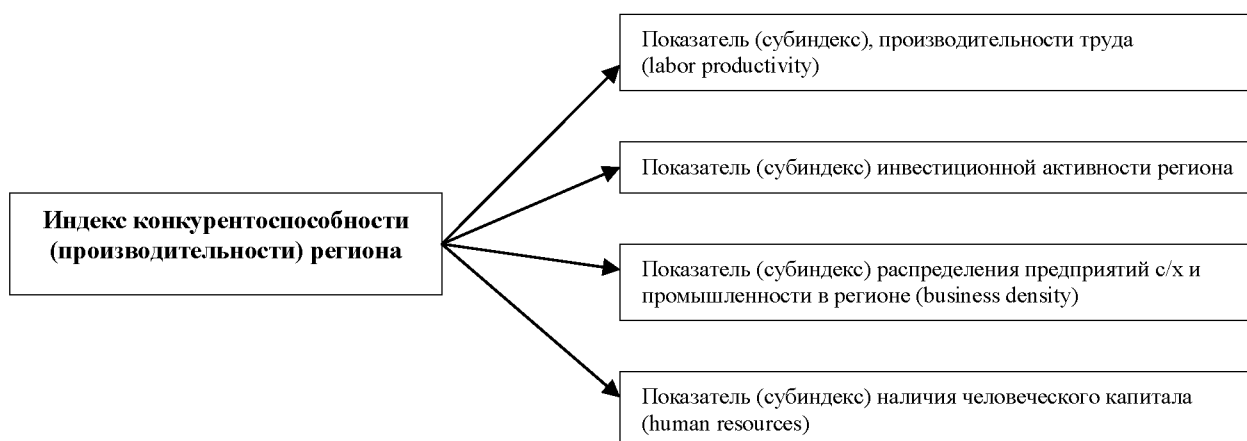 Показатель (субиндекс), производительности труда
(labor productivity)
Показатель (субиндекс) инвестиционной активности региона
Индекс конкурентоспособности
(производительности) региона
Показатель (субиндекс) распределения предприятий с/х и
промышленности в регионе (business density)
Показатель (субиндекс) наличия человеческого капитала
(human resources)